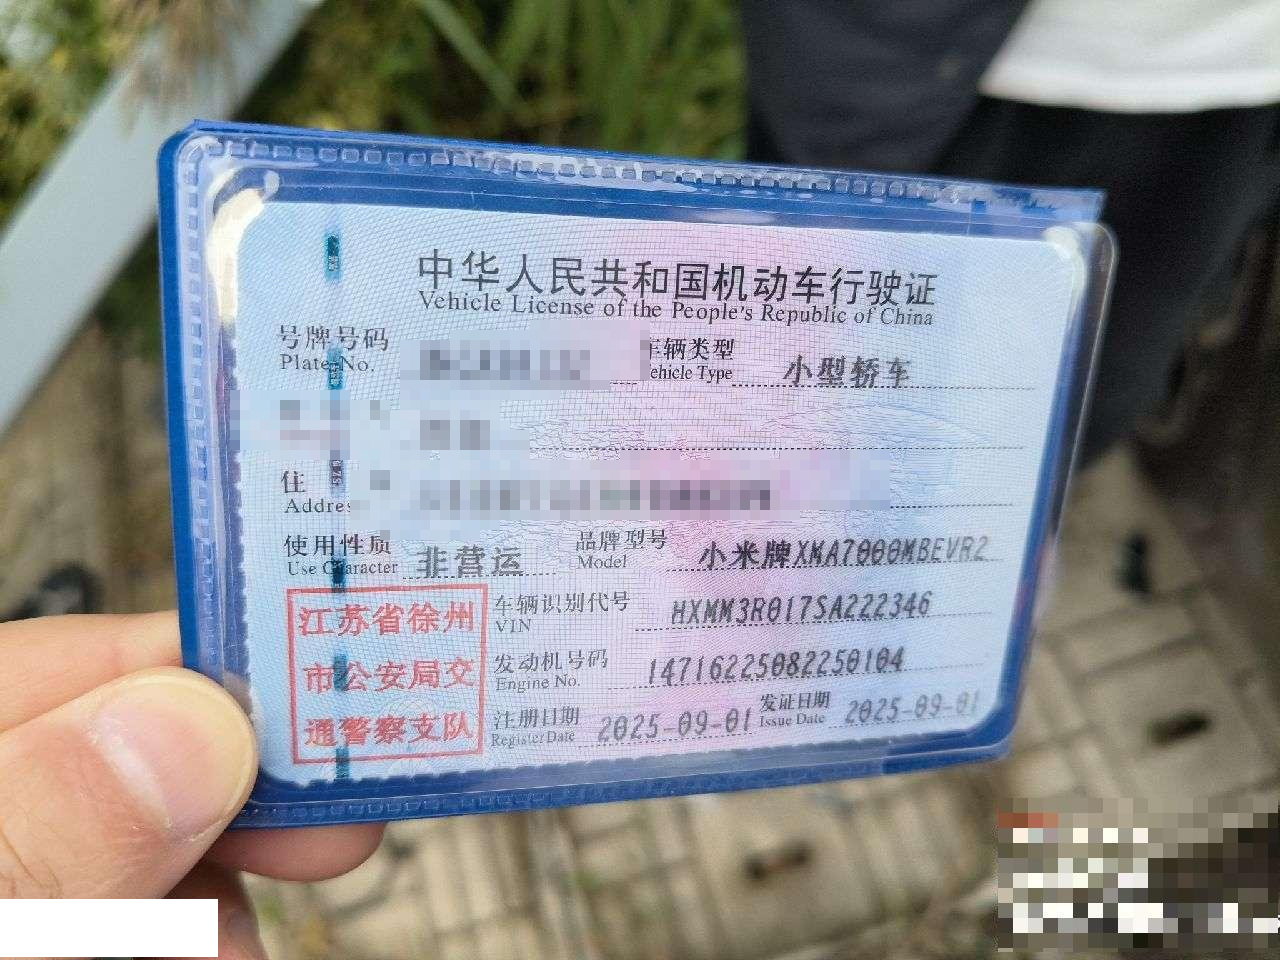 中华人民共和国机动车行驶证
Vehicle License of the People's Republic of China
号牌号码 车辆类型 小型轿车
Plate No. Vehicle Type
住
Address
使用性质 非营运 品牌型号 小米牌XMA7000MBEVR2
Use Character Model
江苏省徐州
市公安局交
通警察支队
车辆识别代号 HXMM3R017SA222346
VIN
发动机号码 14716225082250104
Engine No.
注册日期 2025-09-01 发证日期 2025-09-01
Register Date Issue Date